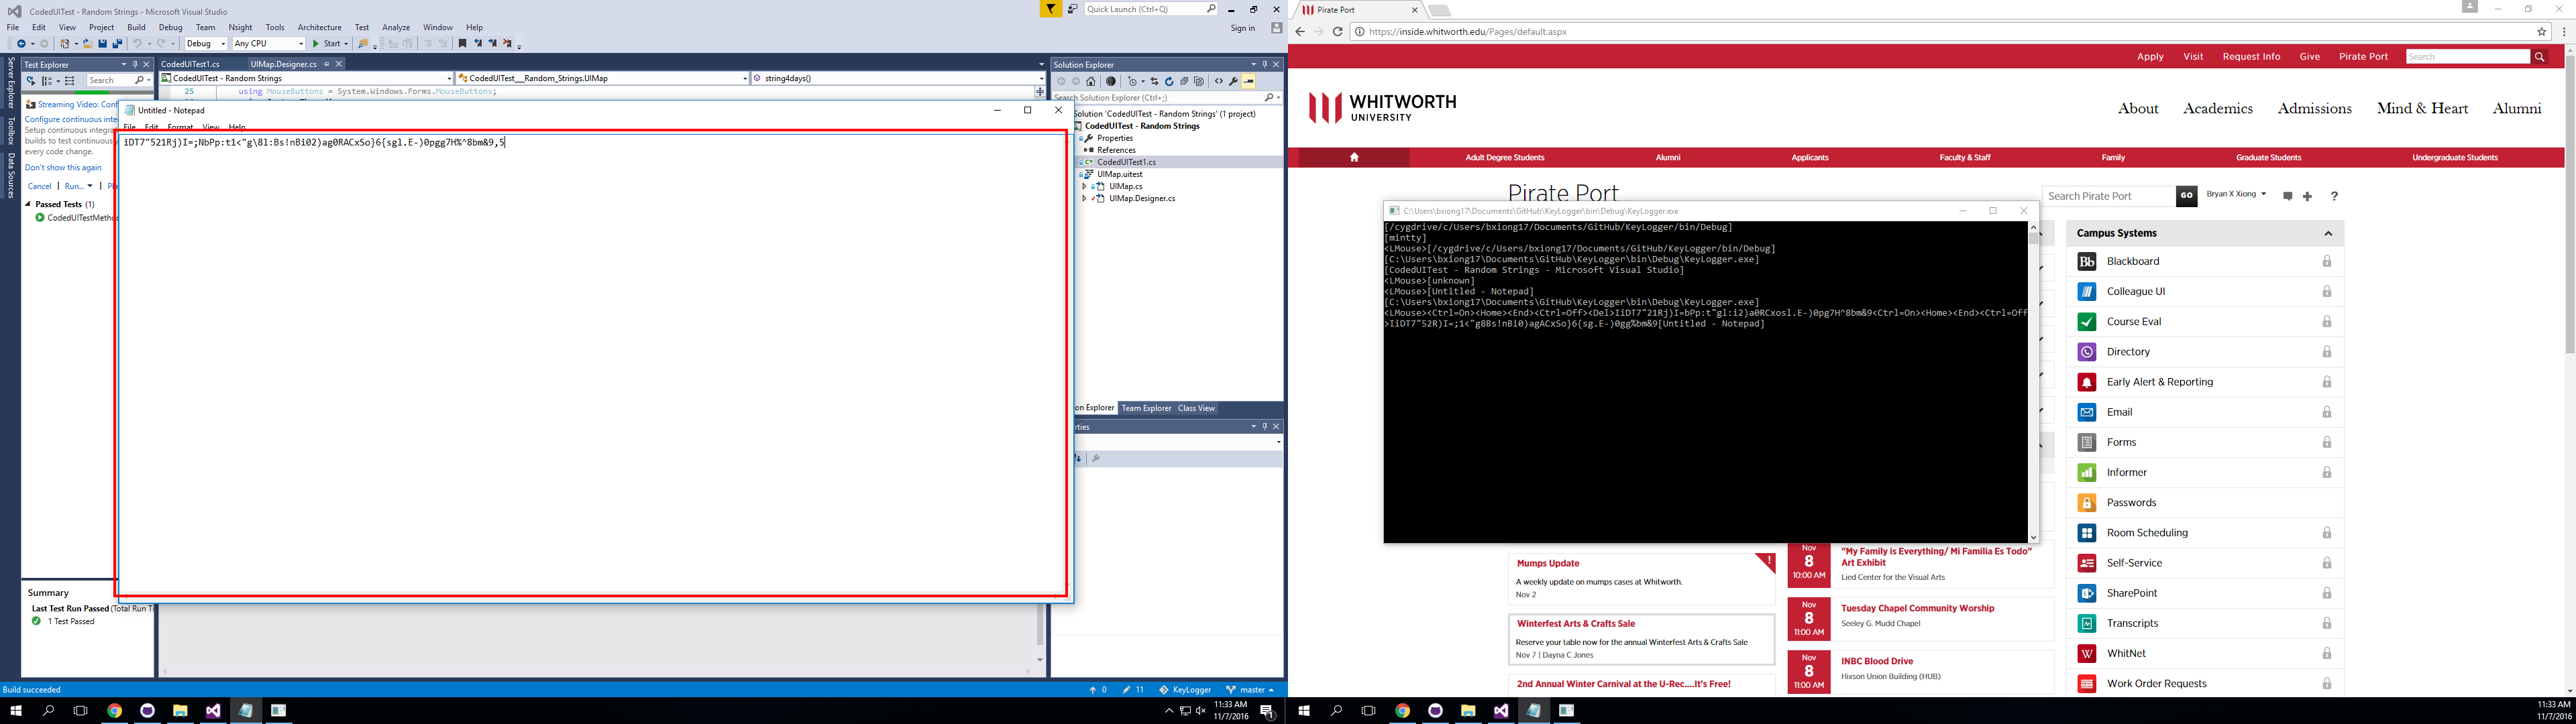 CodedUITest - Random Strings - Microsoft Visual Studio
Quick Launch (Ctrl+Q)
File Edit View Project Build Debug Team Nsight Tools Architecture Test Analyze Window Help
Sign in
Debug Any CPU Start
Server Explorer
Toolbox
Data Sources
Test Explorer
Search
Streaming Video: Conf
Configure continuous inte
Setup continuous integra
builds to test continuously
every code change.
Don't show this again
Cancel | Run... | Pl
Passed Tests (1)
CodedUITestMetho
Summary
Last Test Run Passed (Total Run T
1 Test Passed
CodedUITest1.cs UIMap.Designer.cs
CodedUITest - Random Strings CodedUITest___Random_Strings.UIMap string4days()
25 using MouseButtons = System.Windows.Forms.MouseButtons;
Untitled - Notepad
File Edit Format View Help
iDT7"521Rj)I=;NbPp:t1<"g\8l:Bs!nBi02)ag0RACxSo}6{sgl.E-)0pgg7H%^8bm&9,5
Solution Explorer
Search Solution Explorer (Ctrl+;)
Solution 'CodedUITest - Random Strings' (1 project)
CodedUITest - Random Strings
Properties
References
CodedUITest1.cs
UIMap.uitest
UIMap.cs
UIMap.Designer.cs
on Explorer Team Explorer Class View
erties
Build succeeded
0 11 KeyLogger master
11:33 AM
11/7/2016
Pirate Port
https://inside.whitworth.edu/Pages/default.aspx
Apply Visit Request Info Give Pirate Port Search
WHITWORTH
UNIVERSITY
About Academics Admissions Mind & Heart Alumni
Adult Degree Students Alumni Applicants Faculty & Staff Family Graduate Students Undergraduate Students
Pirate Port
Search Pirate Port GO Bryan X Xiong ?
C:\Users\bxiong17\Documents\GitHub\KeyLogger\bin\Debug\KeyLogger.exe
[/cygdrive/c/Users/bxiong17/Documents/GitHub/KeyLogger/bin/Debug]
[mintty]
<LMouse>[/cygdrive/c/Users/bxiong17/Documents/GitHub/KeyLogger/bin/Debug]
[C:\Users\bxiong17\Documents\GitHub\KeyLogger\bin\Debug\KeyLogger.exe]
[CodedUITest - Random Strings - Microsoft Visual Studio]
<LMouse>[unknown]
<LMouse>[Untitled - Notepad]
[C:\Users\bxiong17\Documents\GitHub\KeyLogger\bin\Debug\KeyLogger.exe]
<LMouse><Ctrl=On><Home><End><Ctrl=Off><Del>IiDT7"21Rj)I=bPp:t"gl:i2)a0RCxosl.E-)0pg7H^8bm&9<Ctrl=On><Home><End><Ctrl=Off
>IiDT7"52R)I=;1<"g8Bs!nBi0)agACxSo}6{sg.E-)0gg%bm&9[Untitled - Notepad]
Campus Systems
Bb Blackboard
Colleague UI
Course Eval
Directory
Early Alert & Reporting
Email
Forms
Informer
Passwords
Room Scheduling
Self-Service
SharePoint
Transcripts
W WhitNet
Work Order Requests
Mumps Update
!
A weekly update on mumps cases at Whitworth.
Nov 2
Winterfest Arts & Crafts Sale
Reserve your table now for the annual Winterfest Arts & Crafts Sale
Nov 7 | Dayna C Jones
2nd Annual Winter Carnival at the U-Rec....It's Free!
Nov
8
10:00 AM
"My Family is Everything/ Mi Familia Es Todo"
Art Exhibit
Lied Center for the Visual Arts
Nov
8
11:00 AM
Tuesday Chapel Community Worship
Seeley G. Mudd Chapel
Nov
8
11:00 AM
INBC Blood Drive
Hixson Union Building (HUB)
11:33 AM
11/7/2016